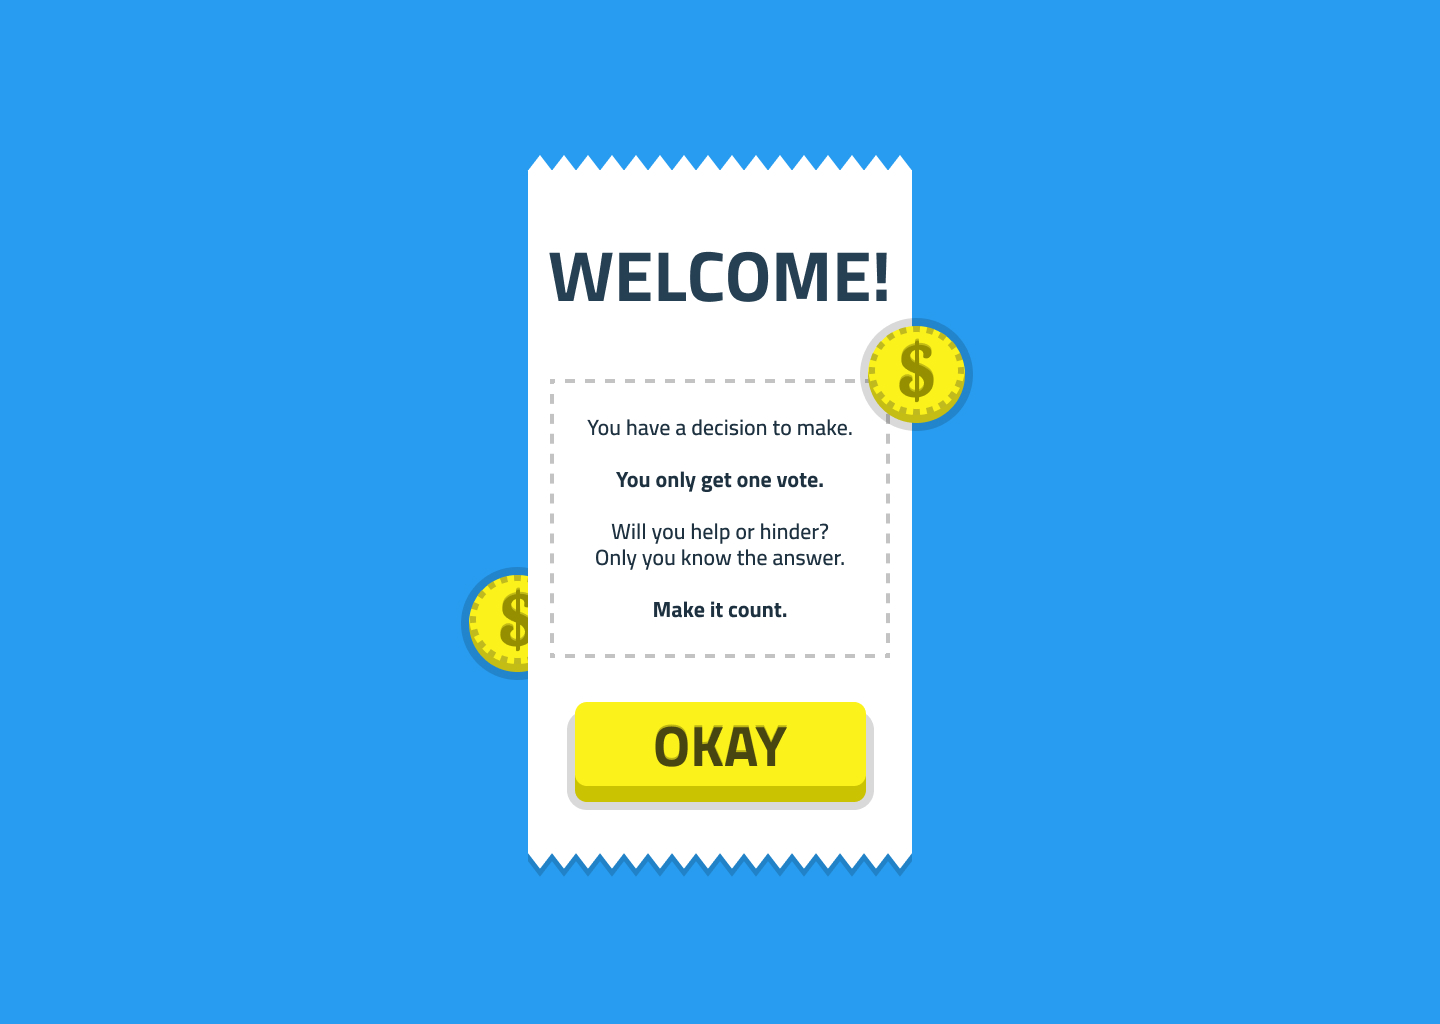 WELCOME!
$
You have a decision to make.
You only get one vote.
Will you help or hinder?
Only you know the answer.
$
Make it count.
OKAY